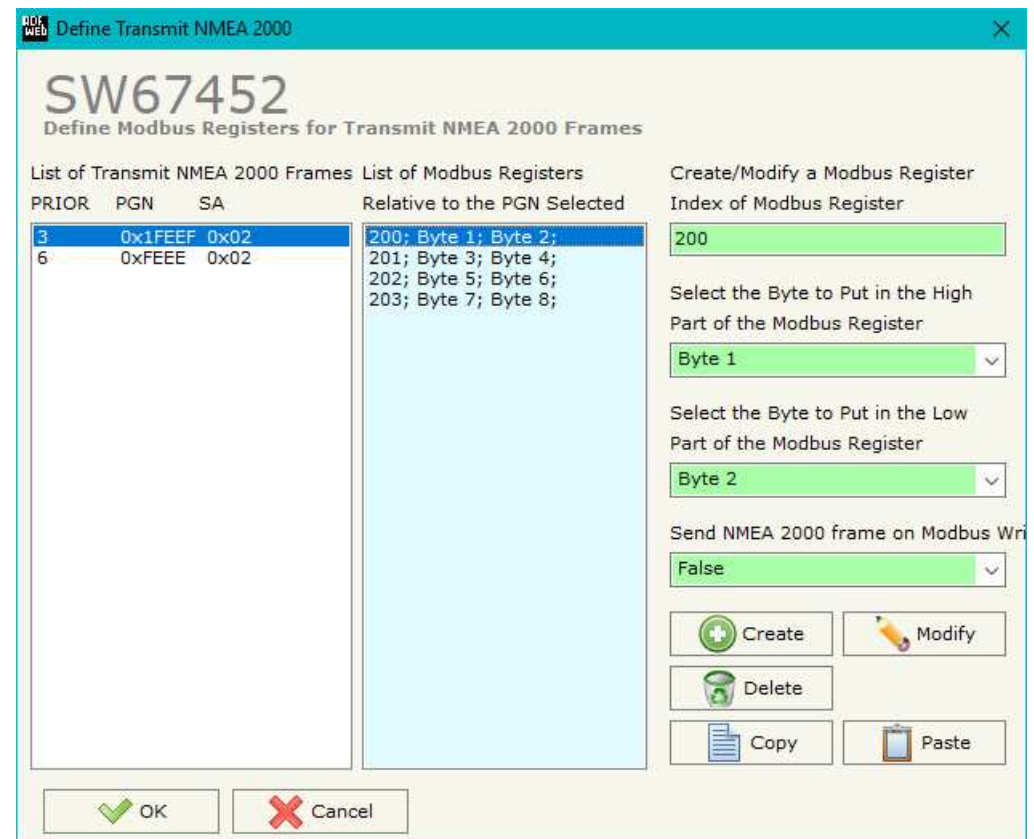 ADF
WEB
Define Transmit NMEA 2000
SW67452
Define Modbus Registers for Transmit NMEA 2000 Frames
List of Transmit NMEA 2000 Frames
PRIOR PGN SA
3 0x1FEEF 0x02
6 0xFEEE 0x02
List of Modbus Registers
Relative to the PGN Selected
200; Byte 1; Byte 2;
201; Byte 3; Byte 4;
202; Byte 5; Byte 6;
203; Byte 7; Byte 8;
Create/Modify a Modbus Register
Index of Modbus Register
200
Select the Byte to Put in the High
Part of the Modbus Register
Byte 1
Select the Byte to Put in the Low
Part of the Modbus Register
Byte 2
Send NMEA 2000 frame on Modbus Wri
False
Create Modify
Delete
Copy Paste
OK Cancel